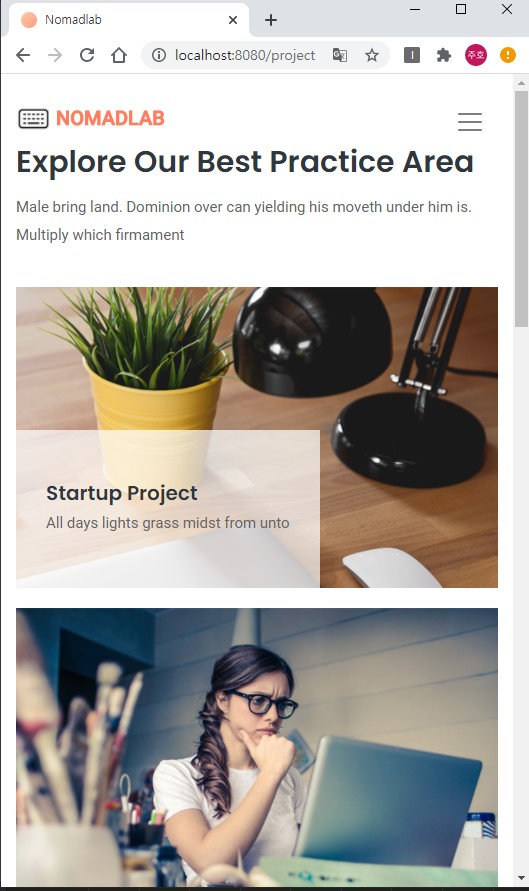 Nomadlab
localhost:8080/project
주호
NOMADLAB
Explore Our Best Practice Area
Male bring land. Dominion over can yielding his moveth under him is.
Multiply which firmament
Startup Project
All days lights grass midst from unto